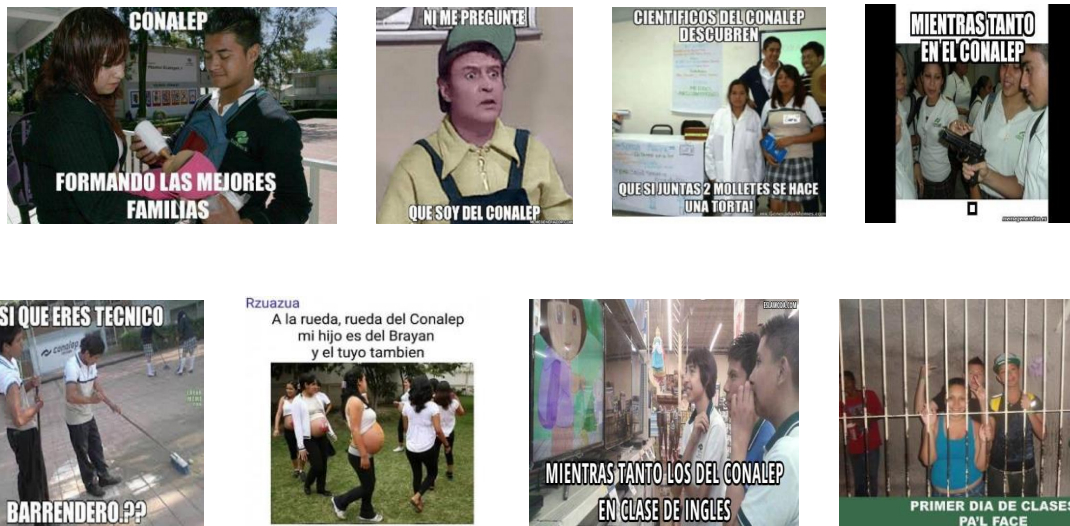 CONALEP
FORMANDO LAS MEJORES
FAMILIAS
NI ME PREGUNTE
QUE SOY DEL CONALEP
CIENTIFICOS DEL CONALEP
DESCUBREN
QUE SI JUNTAS 2 MOLLETES SE HACE
UNA TORTA!
MIENTRAS TANTO
EN EL CONALEP
SI QUE ERES TECNICO
conalep
BARRENDERO.??
Rzuazua
A la rueda, rueda del Conalep
mi hijo es del Brayan
y el tuyo tambien
ESLAMODA.COM
MIENTRAS TANTO LOS DEL CONALEP
EN CLASE DE INGLES
PRIMER DIA DE CLASES
PA'L FACE